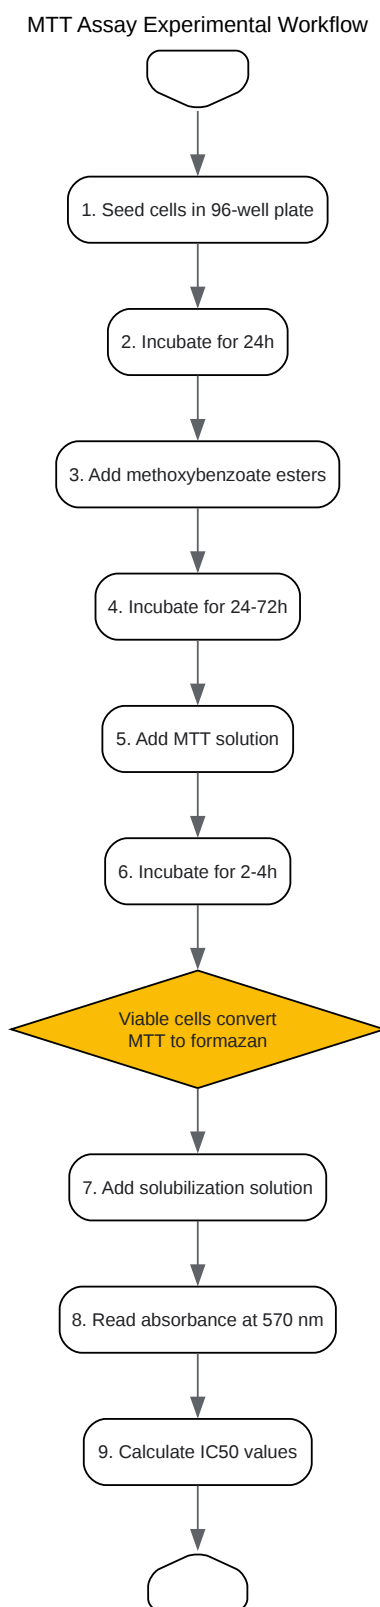 MTT Assay Experimental Workflow
1. Seed cells in 96-well plate
2. Incubate for 24h
3. Add methoxybenzoate esters
4. Incubate for 24-72h
5. Add MTT solution
6. Incubate for 2-4h
Viable cells convert
MTT to formazan
7. Add solubilization solution
8. Read absorbance at 570 nm
9. Calculate IC50 values